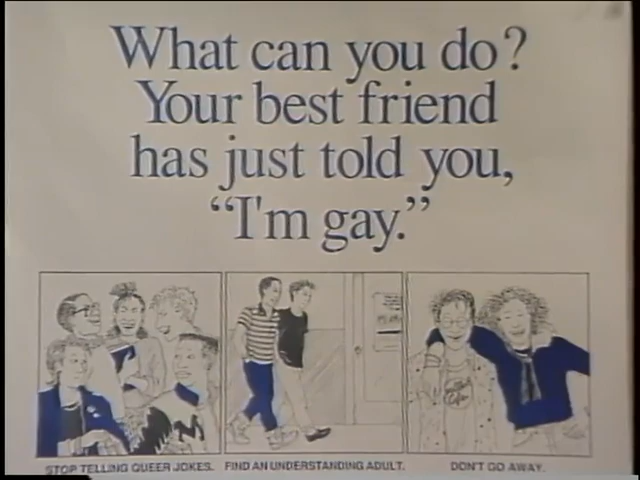 What can you do?
Your best friend
has just told you,
“I'm gay.”
STOP TELLING QUEER JOKES. FIND AN UNDERSTANDING ADULT. DON'T GO AWAY.